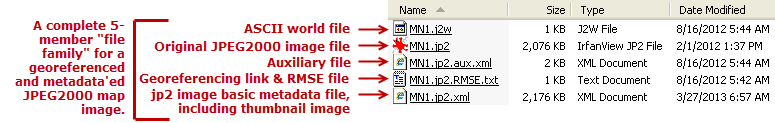 A complete 5-
member "file
family" for a
georeferenced
and metadata'ed
JPEG2000 map
image.
ASCII world file
Original JPEG2000 image file
Auxiliary file
Georeferencing link & RMSE file
jp2 image basic metadata file,
including thumbnail image
Name Size Type Date Modified
MN1.j2w 1 KB J2W File 8/16/2012 5:44 AM
MN1.jp2 2,076 KB IrfanView JP2 File 2/1/2012 1:37 PM
MN1.jp2.aux.xml 2 KB XML Document 8/16/2012 5:44 AM
MN1.jp2.RMSE.txt 1 KB Text Document 8/16/2012 5:42 AM
MN1.jp2.xml 2,176 KB XML Document 3/27/2013 6:57 AM